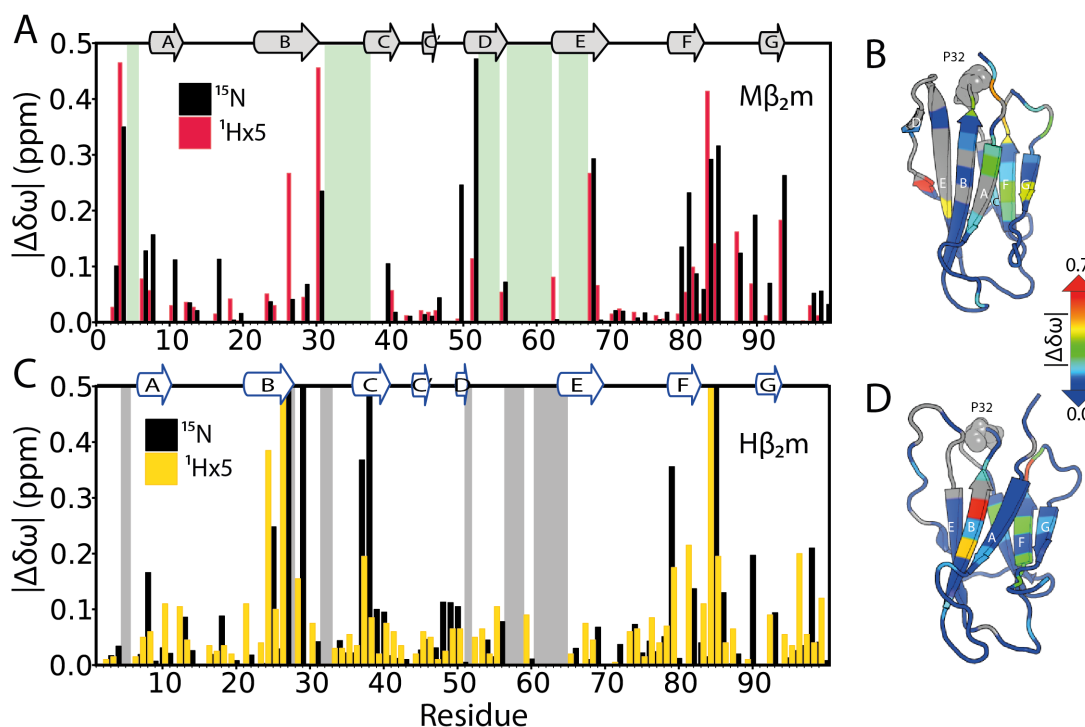 A
A B C C' D E F G
0.5
0.4
0.3
0.2
0.1
0.0
|Δδω| (ppm)
¹⁵N
¹Hx5
Mβ₂m
0 10 20 30 40 50 60 70 80 90
B
P32
D
E B A F G
C
0.7
|Δδω|
0.0
C
A B C C' D E F G
0.5
0.4
0.3
0.2
0.1
0.0
|Δδω| (ppm)
¹⁵N
¹Hx5
Hβ₂m
10 20 30 40 50 60 70 80 90
Residue
D
P32
E B A F G